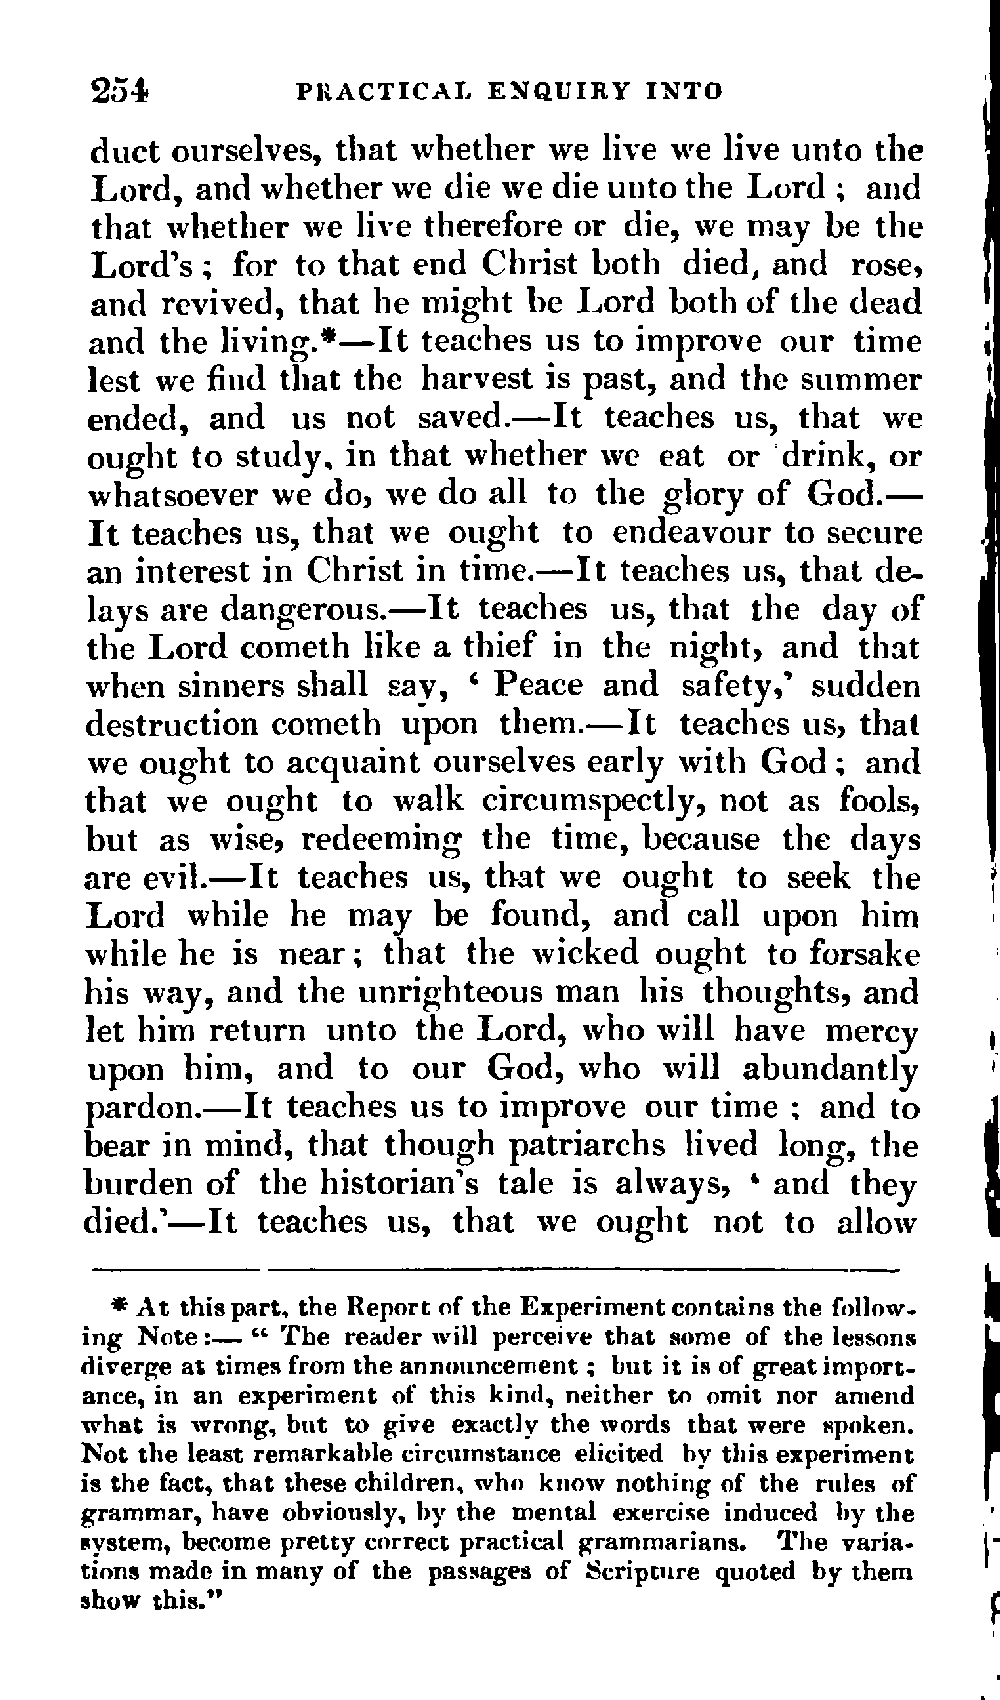 254 PRACTICAL ENQUIRY INTO
duct ourselves, that whether we live we live unto the
Lord, and whether we die we die unto the Lord ; and
that whether we live therefore or die, we may be the
Lord's ; for to that end Christ both died, and rose,
and revived, that he might be Lord both of the dead
and the living.*—It teaches us to improve our time
lest we find that the harvest is past, and the summer
ended, and us not saved.—It teaches us, that we
ought to study, in that whether we eat or drink, or
whatsoever we do, we do all to the glory of God.—
It teaches us, that we ought to endeavour to secure
an interest in Christ in time.—It teaches us, that de-
lays are dangerous.—It teaches us, that the day of
the Lord cometh like a thief in the night, and that
when sinners shall say, ‘ Peace and safety,’ sudden
destruction cometh upon them.—It teaches us, that
we ought to acquaint ourselves early with God ; and
that we ought to walk circumspectly, not as fools,
but as wise, redeeming the time, because the days
are evil.—It teaches us, that we ought to seek the
Lord while he may be found, and call upon him
while he is near ; that the wicked ought to forsake
his way, and the unrighteous man his thoughts, and
let him return unto the Lord, who will have mercy
upon him, and to our God, who will abundantly
pardon.—It teaches us to improve our time ; and to
bear in mind, that though patriarchs lived long, the
burden of the historian's tale is always, ‘ and they
died.’—It teaches us, that we ought not to allow
* At this part, the Report of the Experiment contains the follow-
ing Note :— “ The reader will perceive that some of the lessons
diverge at times from the announcement ; but it is of great import-
ance, in an experiment of this kind, neither to omit nor amend
what is wrong, but to give exactly the words that were spoken.
Not the least remarkable circumstance elicited by this experiment
is the fact, that these children, who know nothing of the rules of
grammar, have obviously, by the mental exercise induced by the
system, become pretty correct practical grammarians. The varia-
tions made in many of the passages of Scripture quoted by them
show this.”